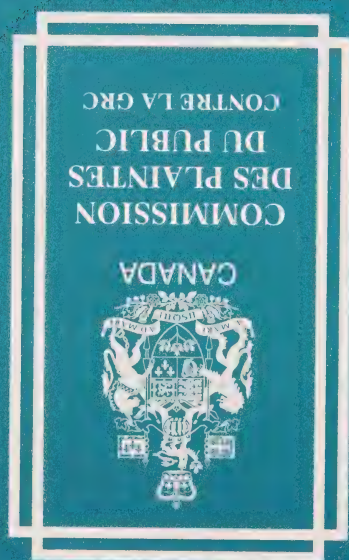 CANADA
COMMISSION
DES PLAINTES
DU PUBLIC
CONTRE LA GRC